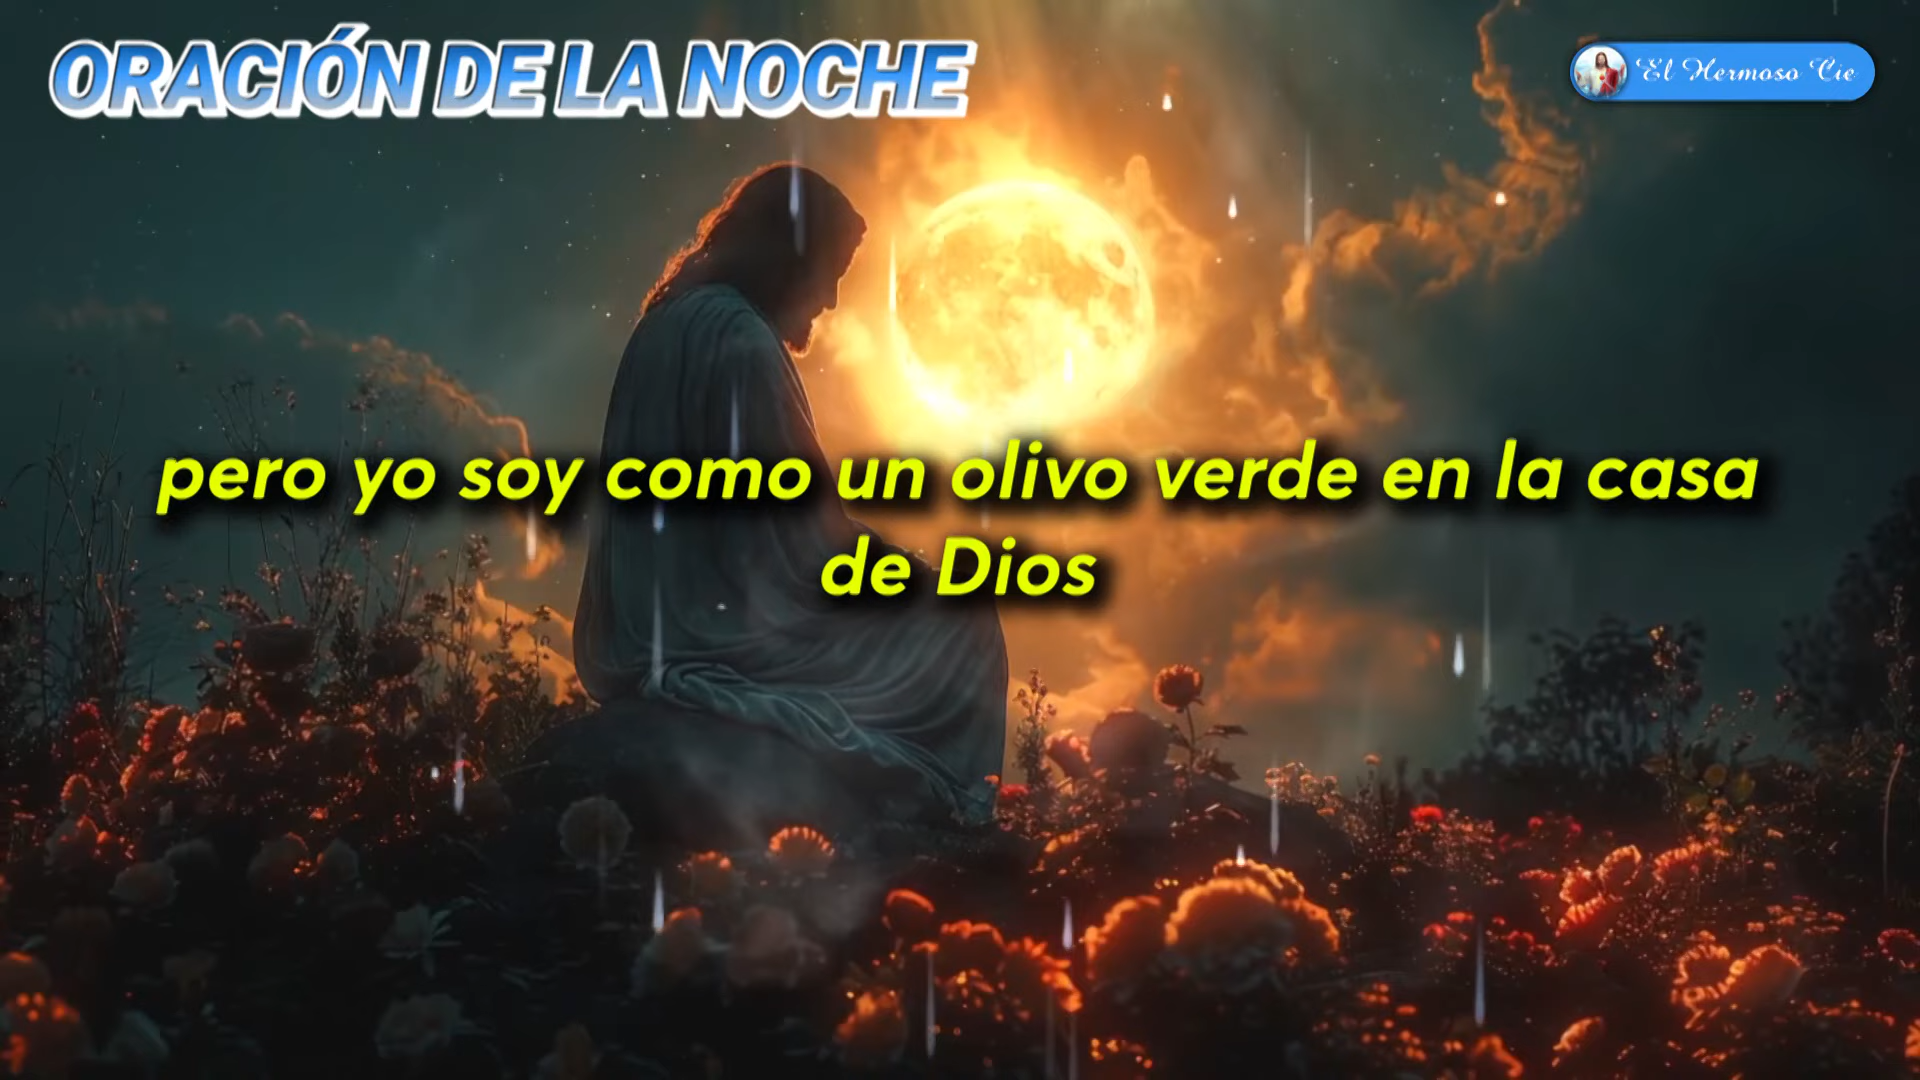 ORACIÓN DE LA NOCHE
El Hermoso Cie
pero yo soy como un olivo verde en la casa
de Dios